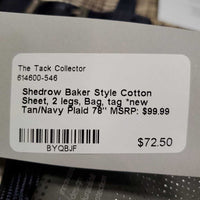 The Tack Collector
614600-546
Shedrow Baker Style Cotton
Sheet, 2 legs, Bag, tag *new
Tan/Navy Plaid 78" MSRP: $99.99
$72.50
BYQBJF